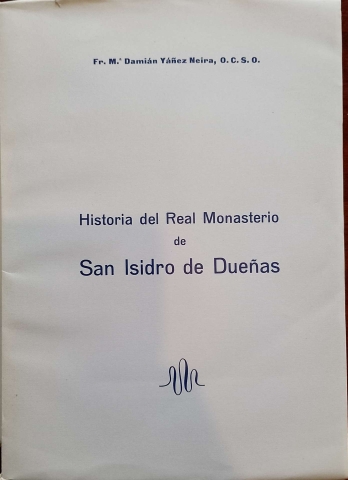 Fr. M.ª Damián Yáñez Neira, O. C. S. O.
Historia del Real Monasterio
de
San Isidro de Dueñas